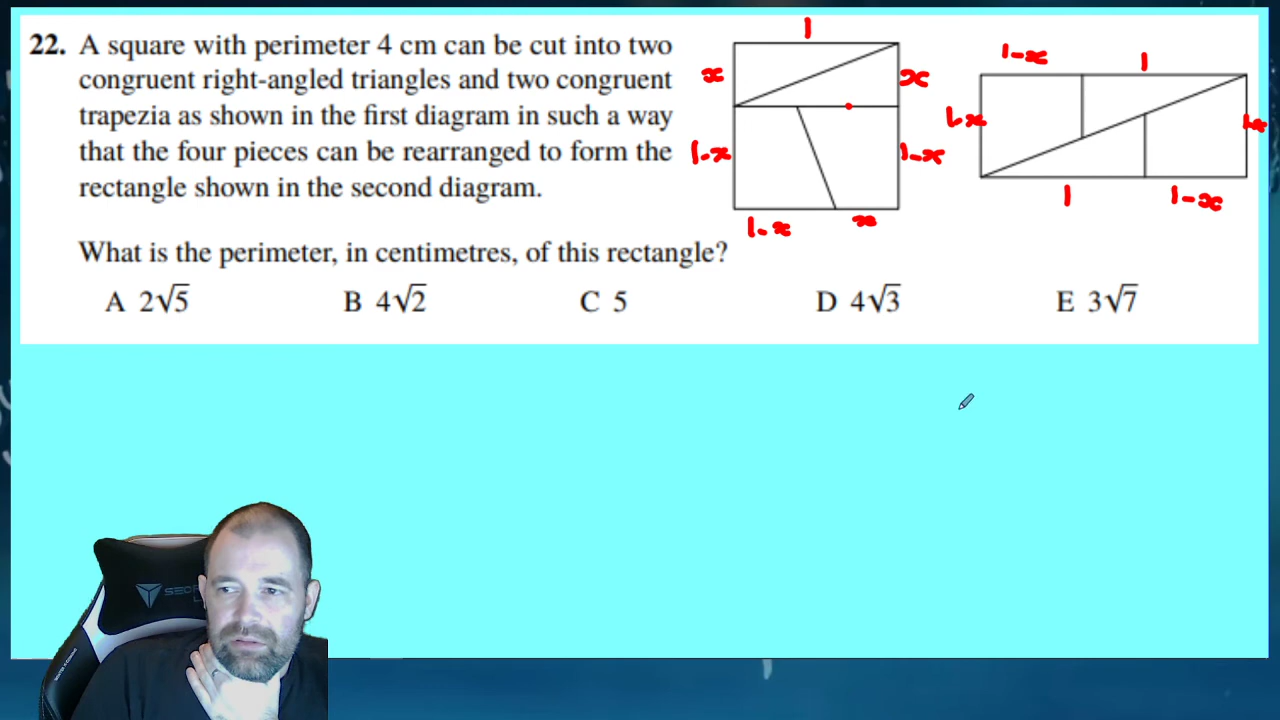 22. A square with perimeter 4 cm can be cut into two
congruent right-angled triangles and two congruent
trapezia as shown in the first diagram in such a way
that the four pieces can be rearranged to form the
rectangle shown in the second diagram.
1
x
x
1-x
1-x
1-x
x
1-x
1
1-x
1
1-x
What is the perimeter, in centimetres, of this rectangle?
A 2√5 B 4√2 C 5 D 4√3 E 3√7